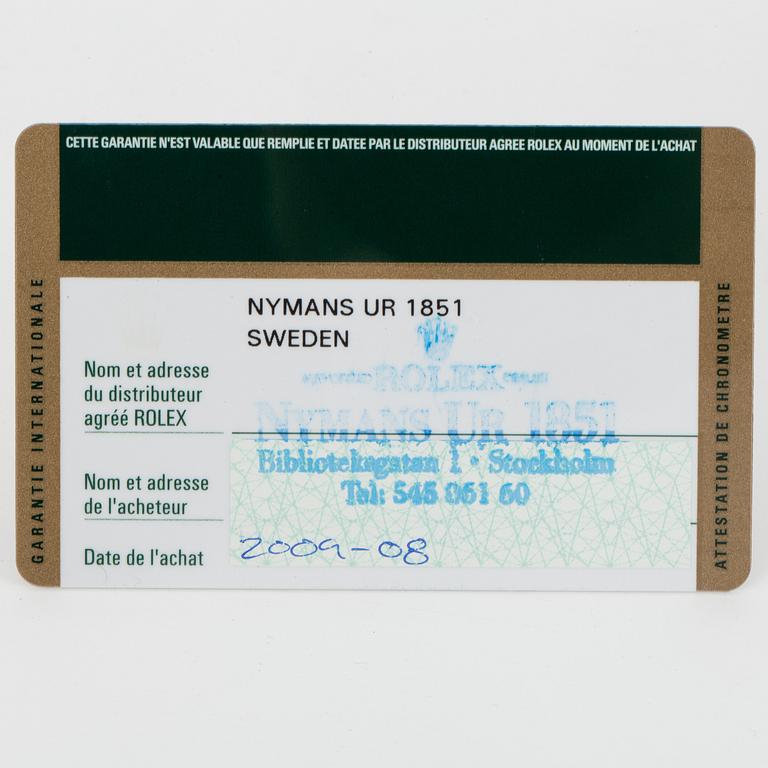 CETTE GARANTIE N'EST VALABLE QUE REMPLIE ET DATEE PAR LE DISTRIBUTEUR AGREE ROLEX AU MOMENT DE L'ACHAT
GARANTIE INTERNATIONALE
NYMANS UR 1851
SWEDEN
Nom et adresse
du distributeur
agréé ROLEX
ROLEX
NYMANS UR 1851
Biblioteksgatan 1 · Stockholm
Tel: 545 061 60
Nom et adresse
de l'acheteur
Date de l'achat
2009-08
ATTESTATION DE CHRONOMETRE